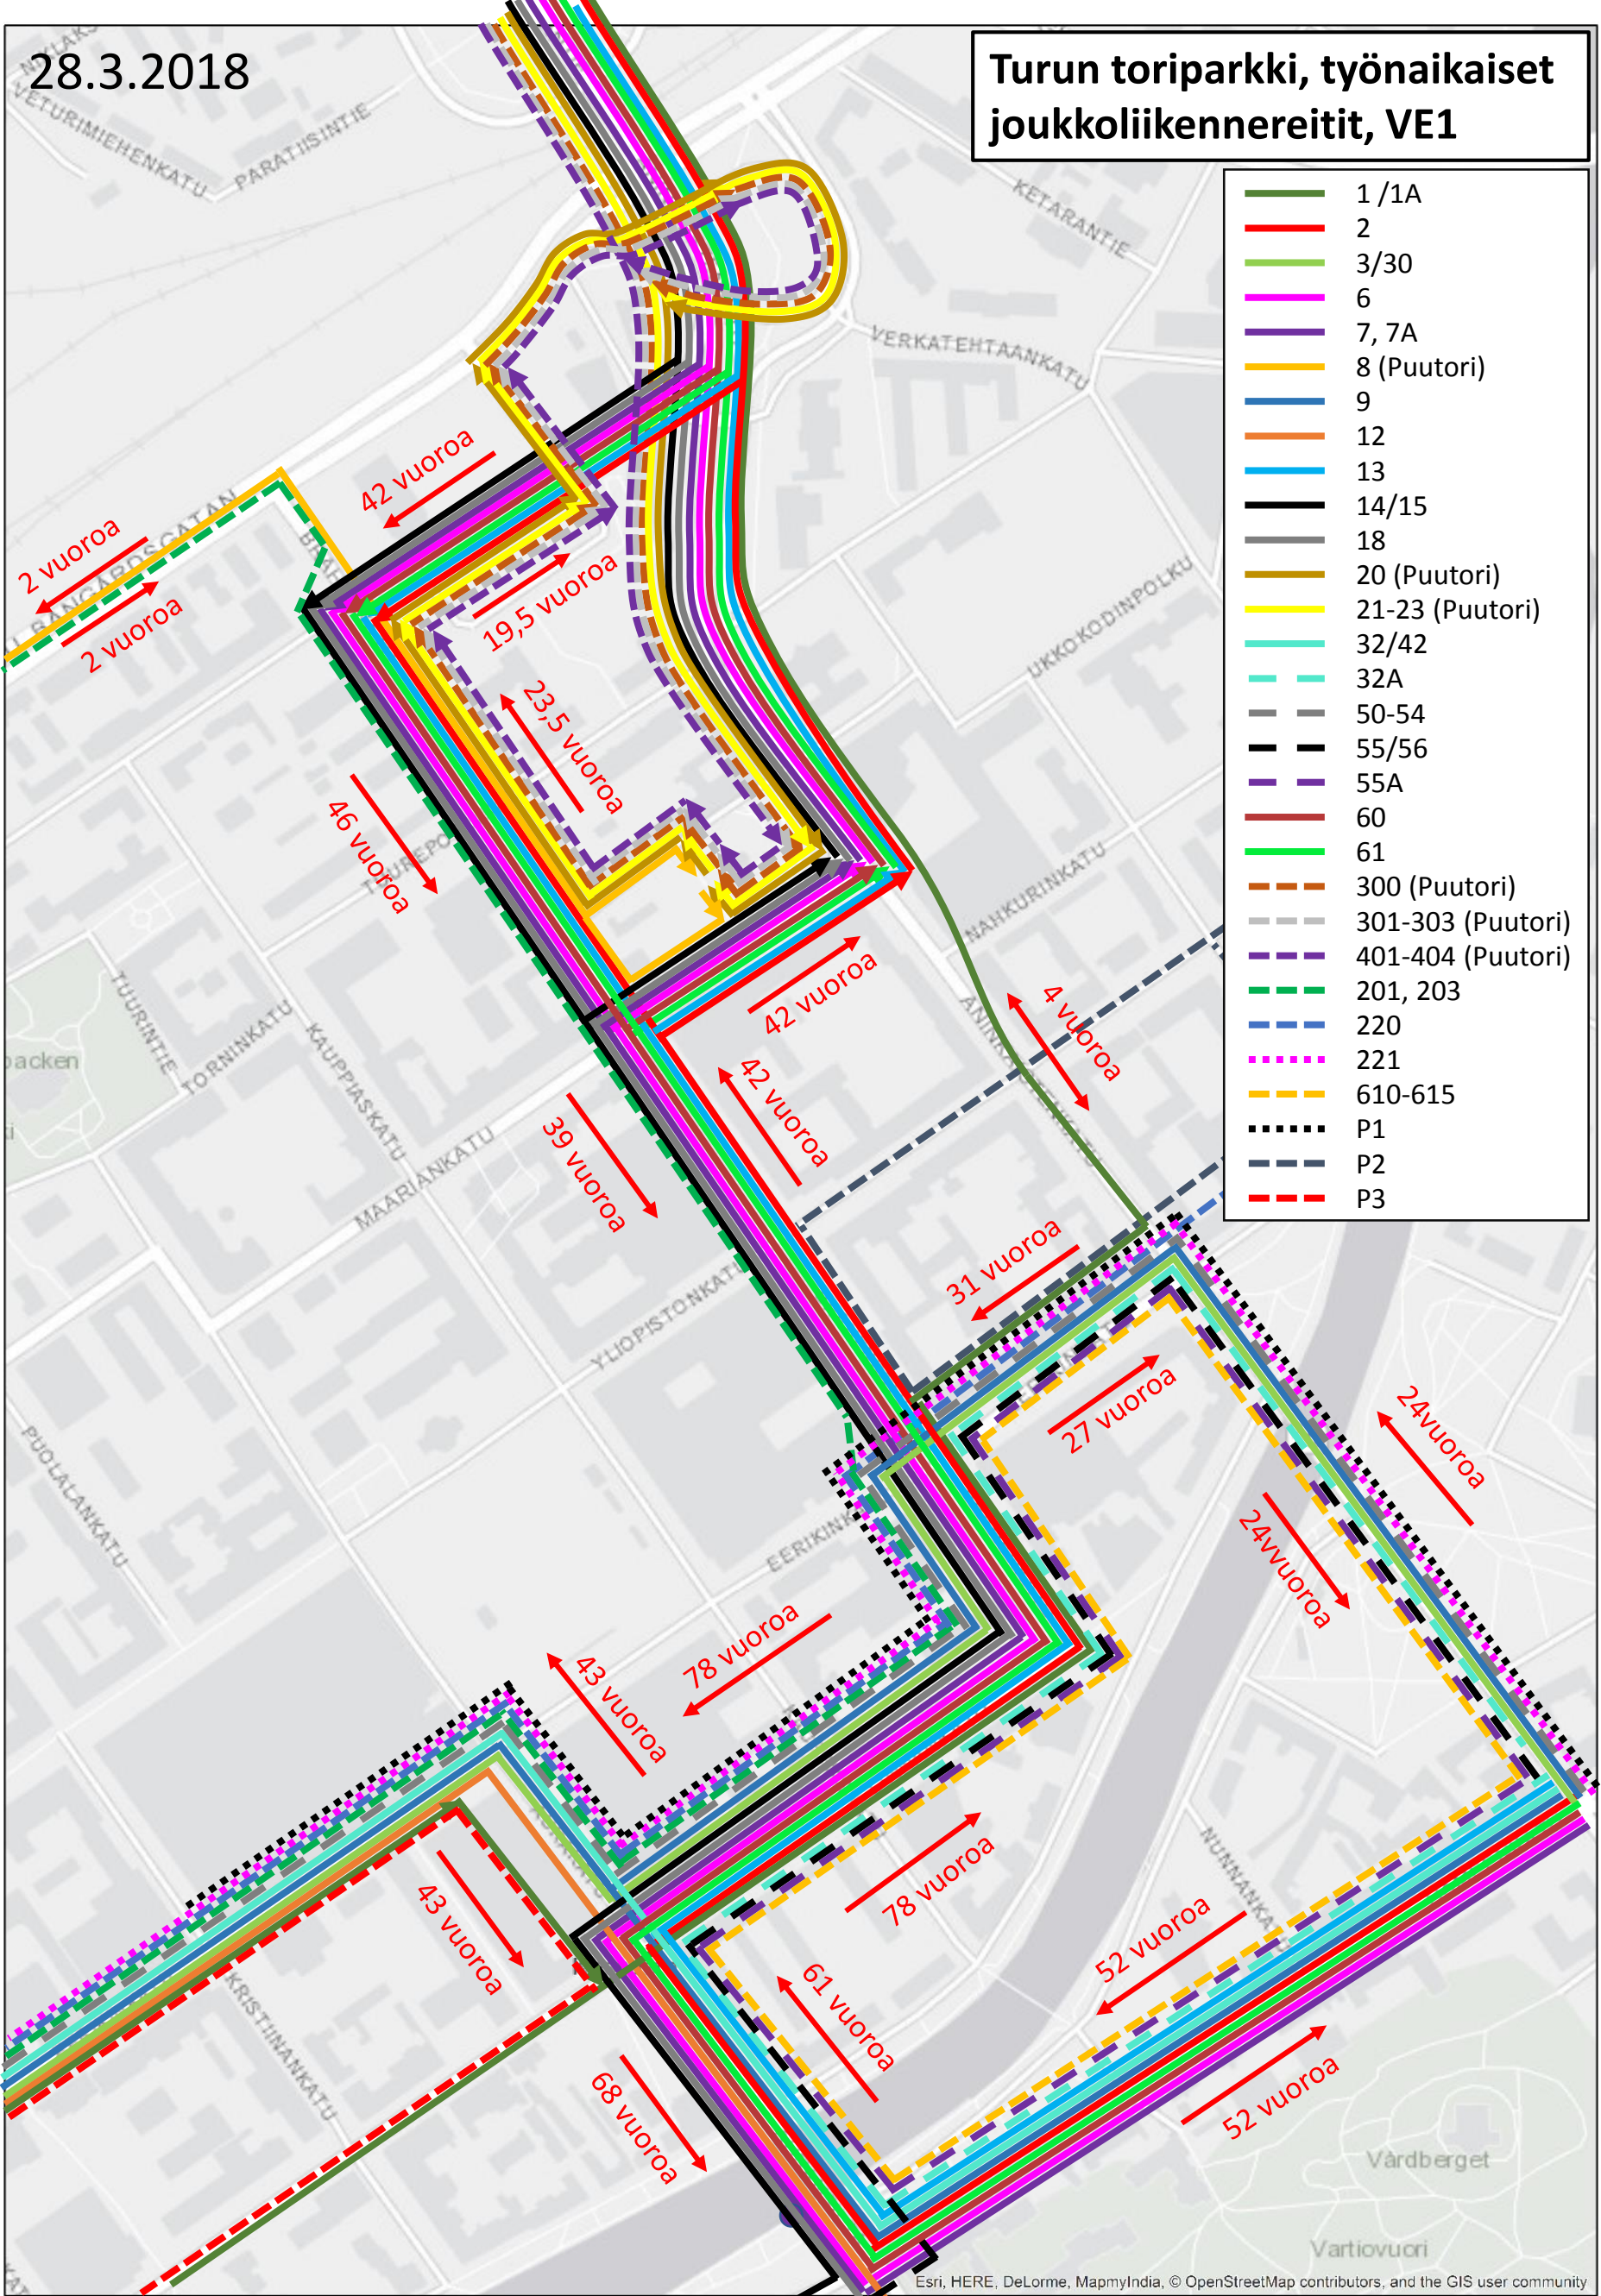 28.3.2018
Turun toriparkki, työnaikaiset
joukkoliikennereitit, VE1
1 /1A
2
3/30
6
7, 7A
8 (Puutori)
9
12
13
14/15
18
20 (Puutori)
21-23 (Puutori)
32/42
32A
50-54
55/56
55A
60
61
300 (Puutori)
301-303 (Puutori)
401-404 (Puutori)
201, 203
220
221
610-615
P1
P2
P3
VETURIMIEHENKATU
PARATIISINTIE
KETARANTIE
VERKATEHTAANKATU
42 vuoroa
2 vuoroa
2 vuoroa
19,5 vuoroa
UKKOKODINPOLKU
23,5 vuoroa
46 vuoroa
NAHKURINKATU
42 vuoroa
4 vuoroa
TUURINTIE
TORNINKATU
KAUPPIASKATU
42 vuoroa
39 vuoroa
MAARIANKATU
31 vuoroa
YLIOPISTONKATU
27 vuoroa
24vuoroa
24vvuoroa
PUOLALANKATU
78 vuoroa
43 vuoroa
78 vuoroa
43 vuoroa
NUNNANKATU
52 vuoroa
61 vuoroa
KRISTIINANKATU
68 vuoroa
52 vuoroa
Vårdberget
Vartiovuori
Esri, HERE, DeLorme, MapmyIndia, © OpenStreetMap contributors, and the GIS user community